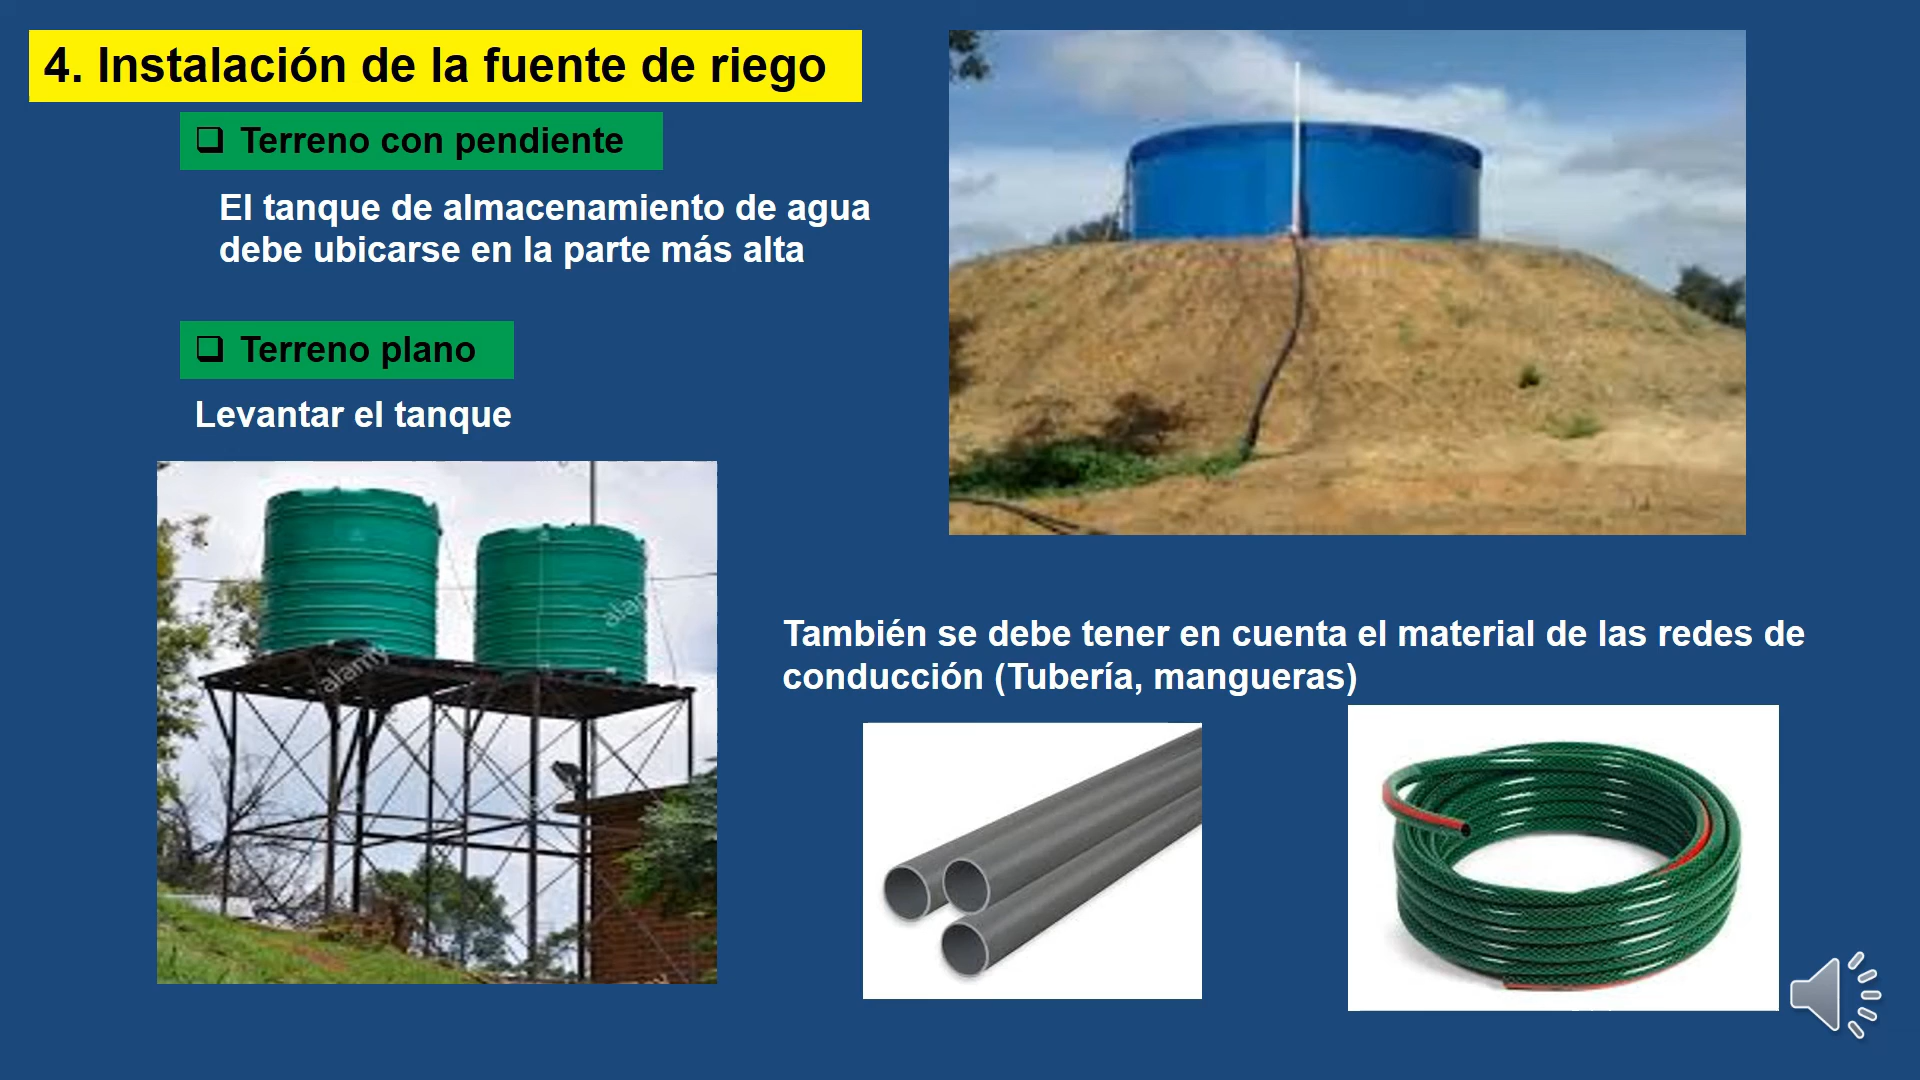 4. Instalación de la fuente de riego
Terreno con pendiente
El tanque de almacenamiento de agua
debe ubicarse en la parte más alta
Terreno plano
Levantar el tanque
alamy
alamy
También se debe tener en cuenta el material de las redes de
conducción (Tubería, mangueras)